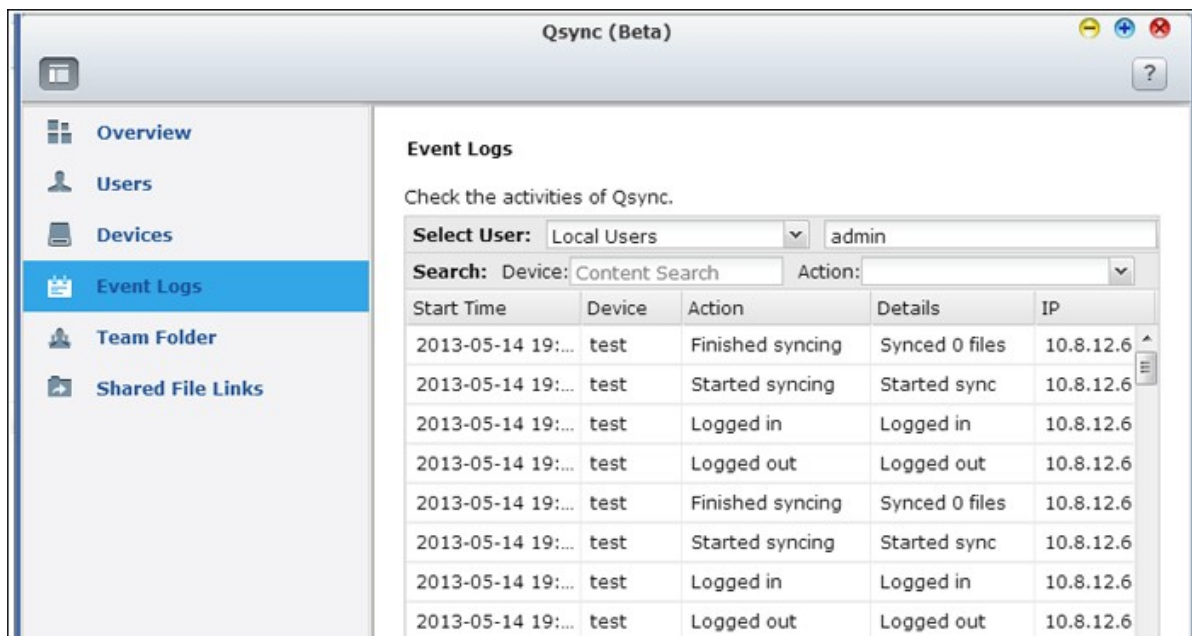 Qsync (Beta)
?
Overview
Users
Devices
Event Logs
Team Folder
Shared File Links
Event Logs
Check the activities of Qsync.
Select User: Local Users admin
Search: Device: Content Search Action:
Start Time Device Action Details IP
2013-05-14 19:... test Finished syncing Synced 0 files 10.8.12.6
2013-05-14 19:... test Started syncing Started sync 10.8.12.6
2013-05-14 19:... test Logged in Logged in 10.8.12.6
2013-05-14 19:... test Logged out Logged out 10.8.12.6
2013-05-14 19:... test Finished syncing Synced 0 files 10.8.12.6
2013-05-14 19:... test Started syncing Started sync 10.8.12.6
2013-05-14 19:... test Logged in Logged in 10.8.12.6
2013-05-14 19:... test Logged out Logged out 10.8.12.6